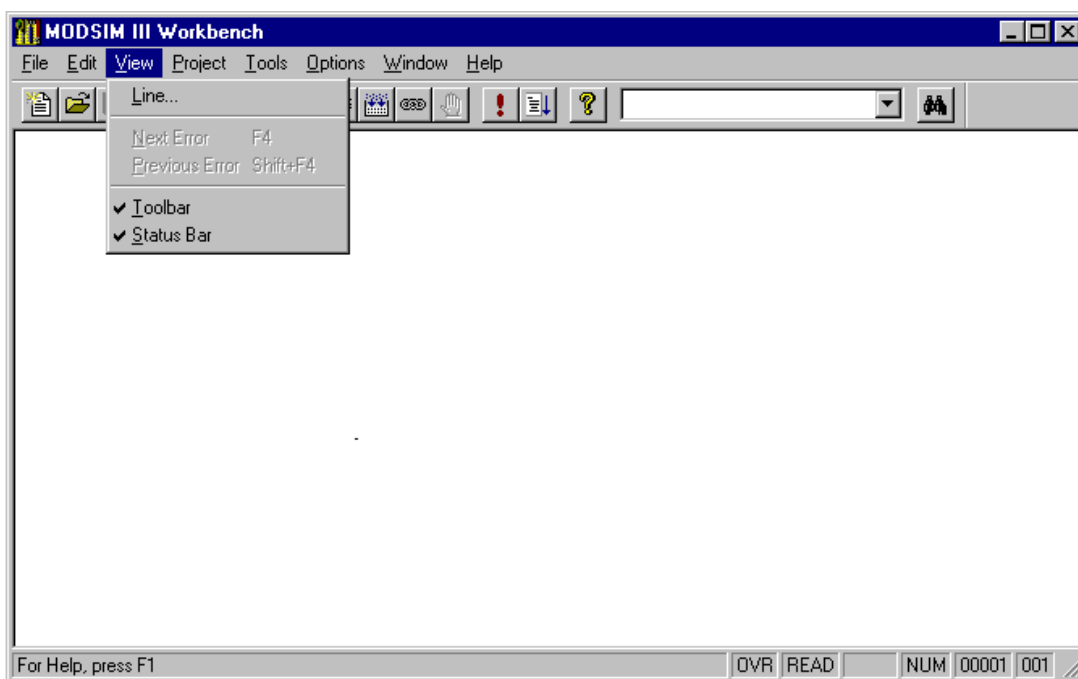 MODSIM III Workbench
File Edit View Project Tools Options Window Help
Line...
Next Error F4
Previous Error Shift+F4
Toolbar
Status Bar
For Help, press F1 OVR READ NUM 00001 001